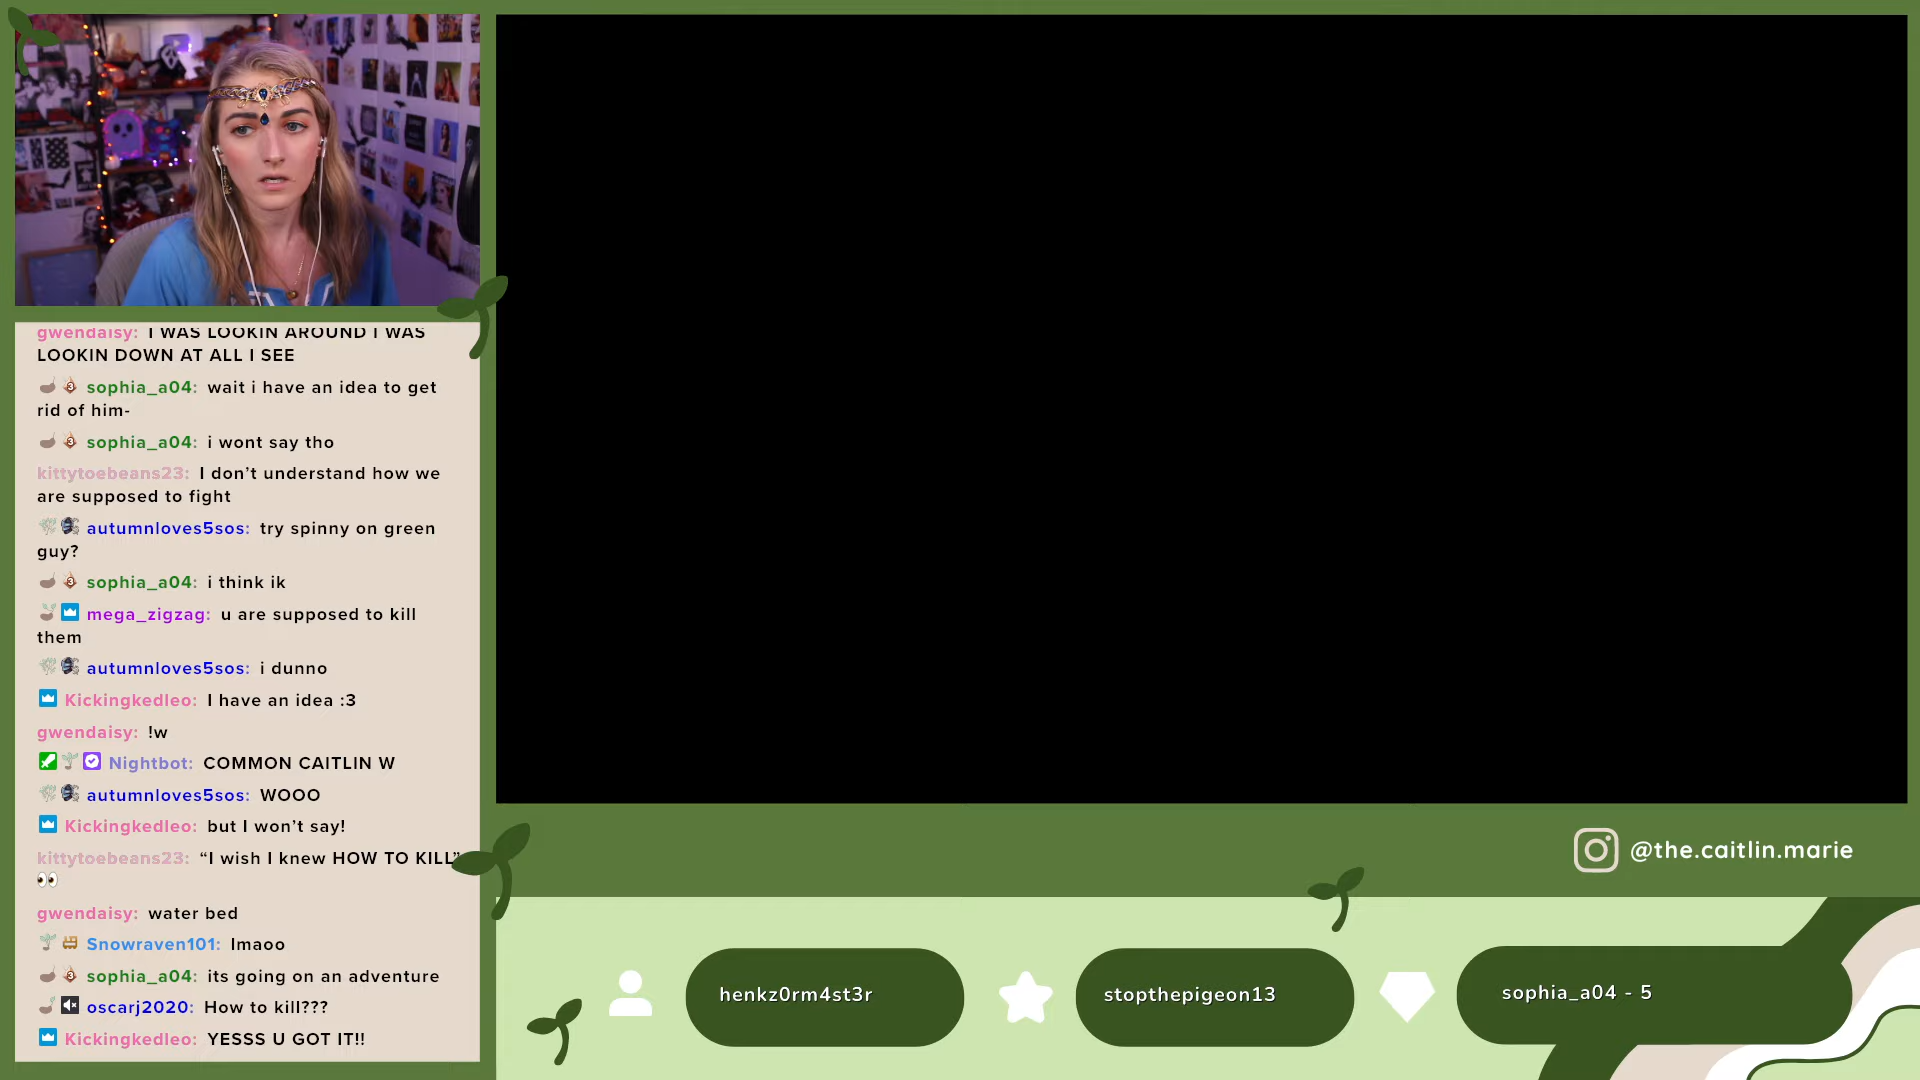 gwendaisy: I WAS LOOKIN AROUND I WAS
LOOKIN DOWN AT ALL I SEE
sophia_a04: wait i have an idea to get
rid of him-
sophia_a04: i wont say tho
kittytoebeans23: I don’t understand how we
are supposed to fight
autumnloves5sos: try spinny on green
guy?
sophia_a04: i think ik
mega_zigzag: u are supposed to kill
them
autumnloves5sos: i dunno
Kickingkedleo: I have an idea :3
gwendaisy: !w
Nightbot: COMMON CAITLIN W
autumnloves5sos: WOOO
Kickingkedleo: but I won’t say!
kittytoebeans23: “I wish I knew HOW TO KILL”
👀
gwendaisy: water bed
Snowraven101: lmaoo
sophia_a04: its going on an adventure
oscarj2020: How to kill???
Kickingkedleo: YESSS U GOT IT!!
@the.caitlin.marie
henkz0rm4st3r
stopthepigeon13
sophia_a04 - 5